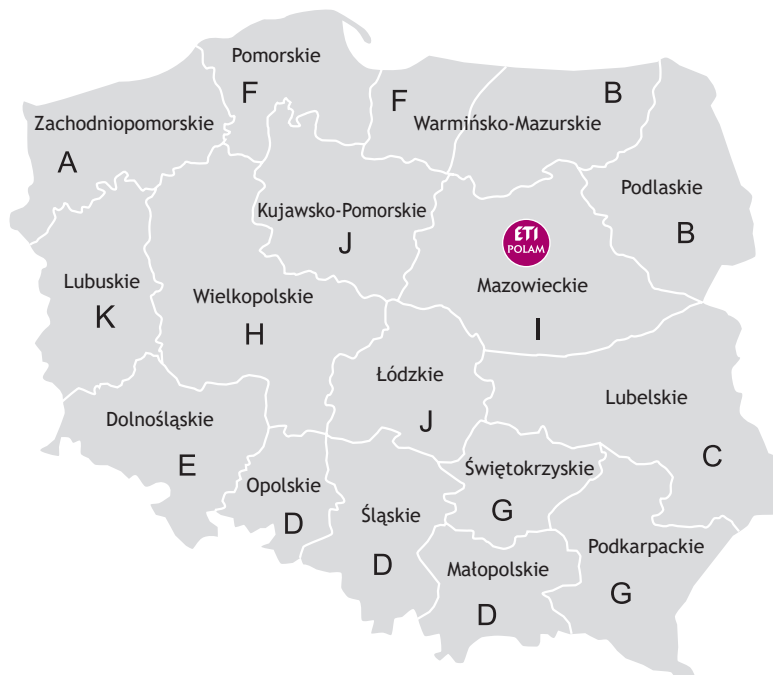 Pomorskie
F
F
B
Warmińsko-Mazurskie
Zachodniopomorskie
A
Podlaskie
B
Kujawsko-Pomorskie
J
ETI
POLAM
Mazowieckie
I
Lubuskie
K
Wielkopolskie
H
Łódzkie
J
Lubelskie
C
Dolnośląskie
E
Opolskie
D
Śląskie
D
Świętokrzyskie
G
Małopolskie
D
Podkarpackie
G